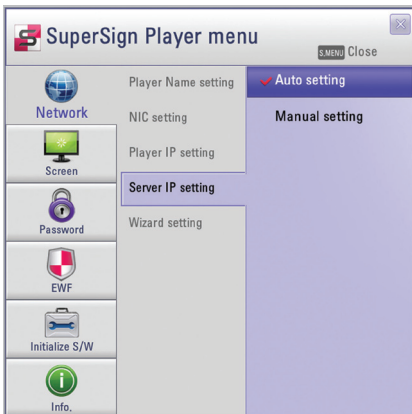 SuperSign Player menu
S.MENU Close
Network
Screen
Password
EWF
Initialize S/W
Info.
Player Name setting
NIC setting
Player IP setting
Server IP setting
Wizard setting
Auto setting
Manual setting